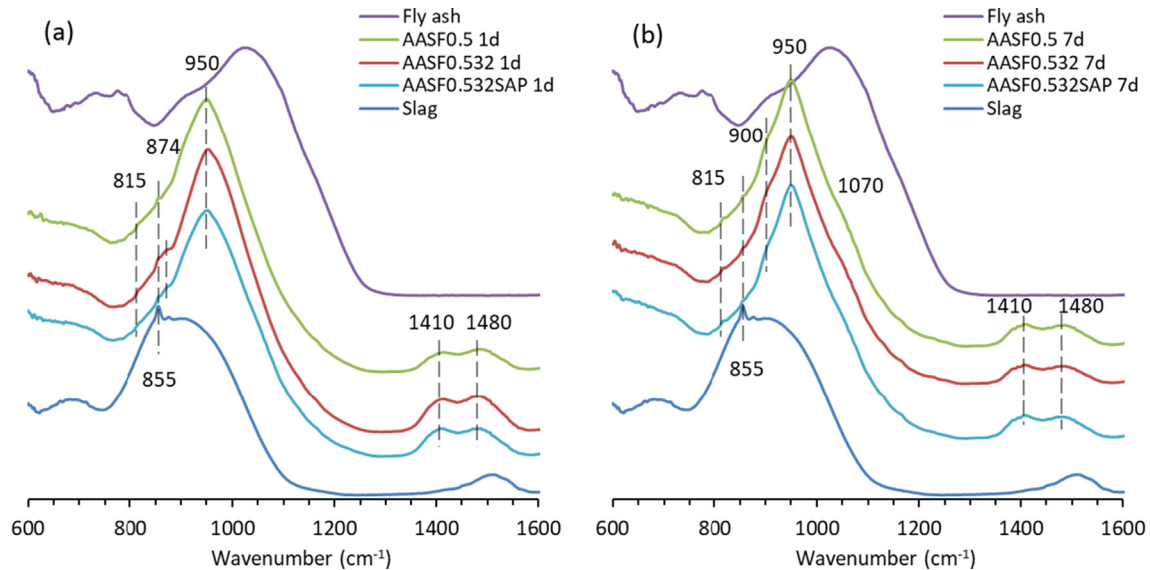 (a)
Fly ash
AASF0.5 1d
AASF0.532 1d
AASF0.532SAP 1d
Slag
950
874
815
855
1410 1480
600 800 1000 1200 1400 1600
Wavenumber (cm⁻¹)
(b)
Fly ash
AASF0.5 7d
AASF0.532 7d
AASF0.532SAP 7d
Slag
950
900
815
1070
855
1410 1480
600 800 1000 1200 1400 1600
Wavenumber (cm⁻¹)